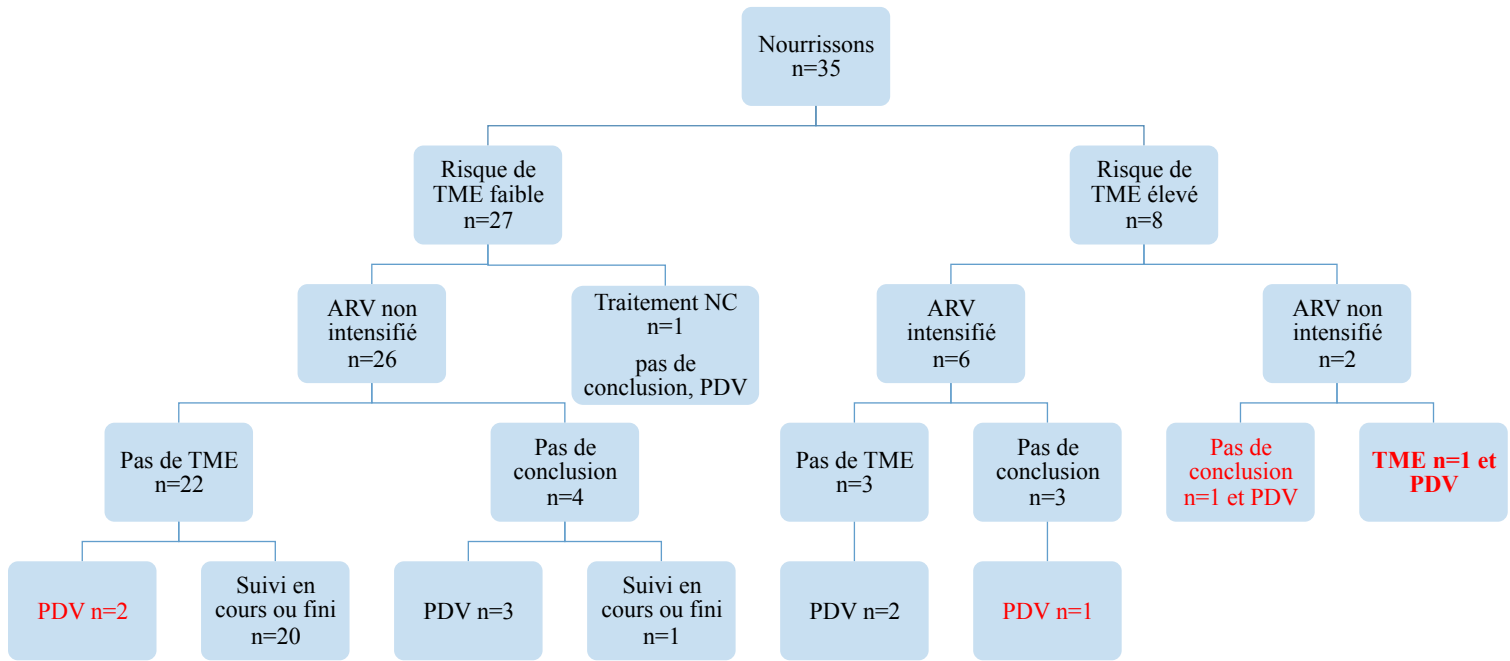 Nourrissons
n=35
Risque de
TME faible
n=27
Risque de
TME élevé
n=8
ARV non
intensifié
n=26
Traitement NC
n=1
pas de
conclusion, PDV
ARV
intensifié
n=6
ARV non
intensifié
n=2
Pas de TME
n=22
Pas de
conclusion
n=4
Pas de TME
n=3
Pas de
conclusion
n=3
Pas de
conclusion
n=1 et PDV
TME n=1 et
PDV
PDV n=2
Suivi en
cours ou fini
n=20
PDV n=3
Suivi en
cours ou fini
n=1
PDV n=2
PDV n=1